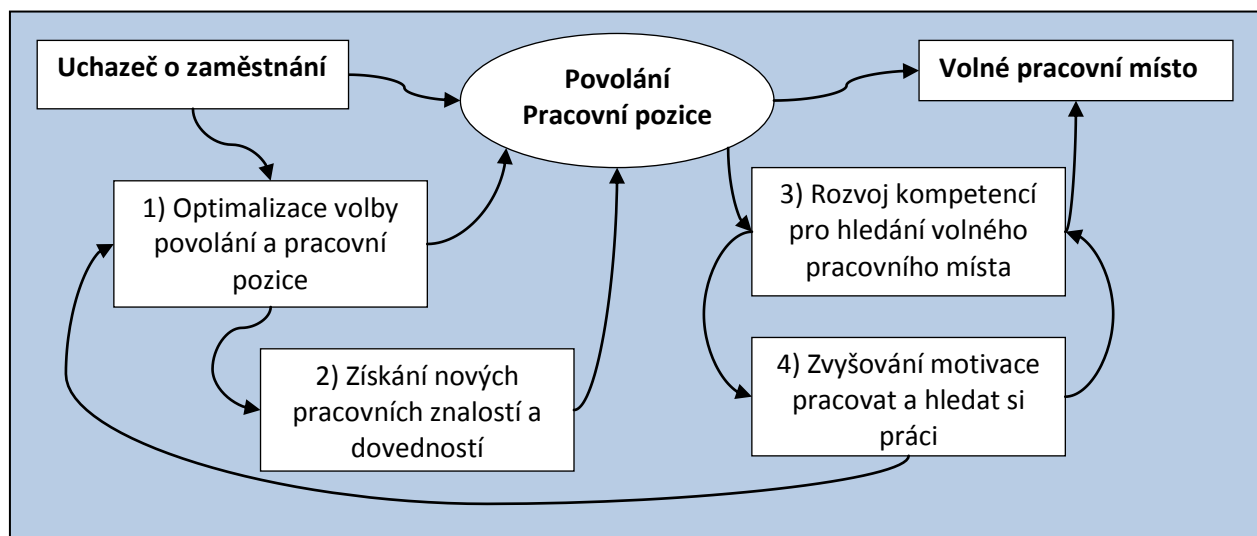 Uchazeč o zaměstnání
Povolání
Pracovní pozice
Volné pracovní místo
1) Optimalizace volby
povolání a pracovní
pozice
3) Rozvoj kompetencí
pro hledání volného
pracovního místa
2) Získání nových
pracovních znalostí a
dovedností
4) Zvyšování motivace
pracovat a hledat si
práci